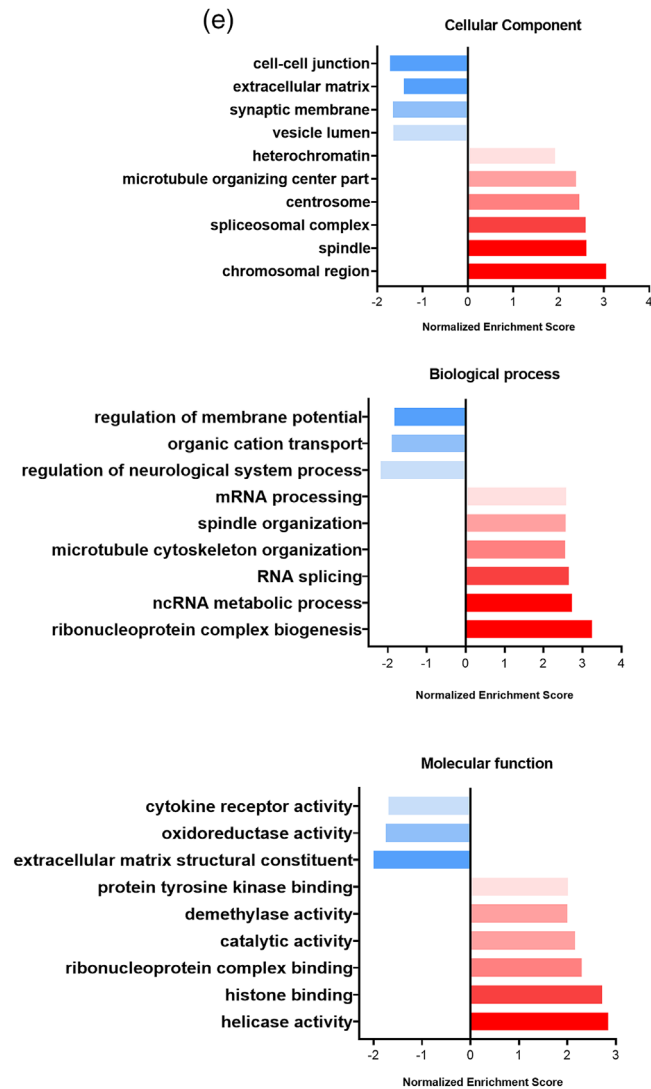 (e)
Cellular Component
cell-cell junction
extracellular matrix
synaptic membrane
vesicle lumen
heterochromatin
microtubule organizing center part
centrosome
spliceosomal complex
spindle
chromosomal region
-2 -1 0 1 2 3 4
Normalized Enrichment Score
Biological process
regulation of membrane potential
organic cation transport
regulation of neurological system process
mRNA processing
spindle organization
microtubule cytoskeleton organization
RNA splicing
ncRNA metabolic process
ribonucleoprotein complex biogenesis
-2 -1 0 1 2 3 4
Normalized Enrichment Score
Molecular function
cytokine receptor activity
oxidoreductase activity
extracellular matrix structural constituent
protein tyrosine kinase binding
demethylase activity
catalytic activity
ribonucleoprotein complex binding
histone binding
helicase activity
-2 -1 0 1 2 3
Normalized Enrichment Score